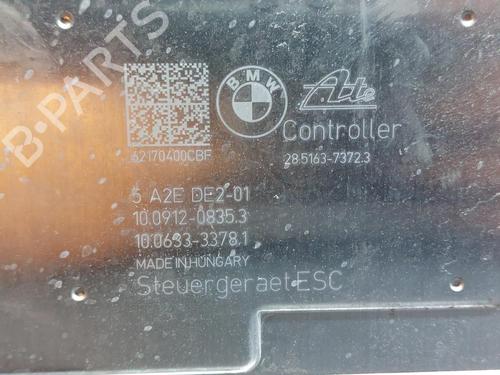 BMW
Ate
Controller
62170400CBF
28.5163-7372.3
5 A2E DE2-01
10.0912-0835.3
10.0633-3378.1
MADE IN HUNGARY
Steuergeraet ESC
B-PARTS